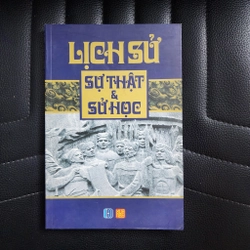 LỊCH SỬ
SỰ THẬT
&
SỬ HỌC